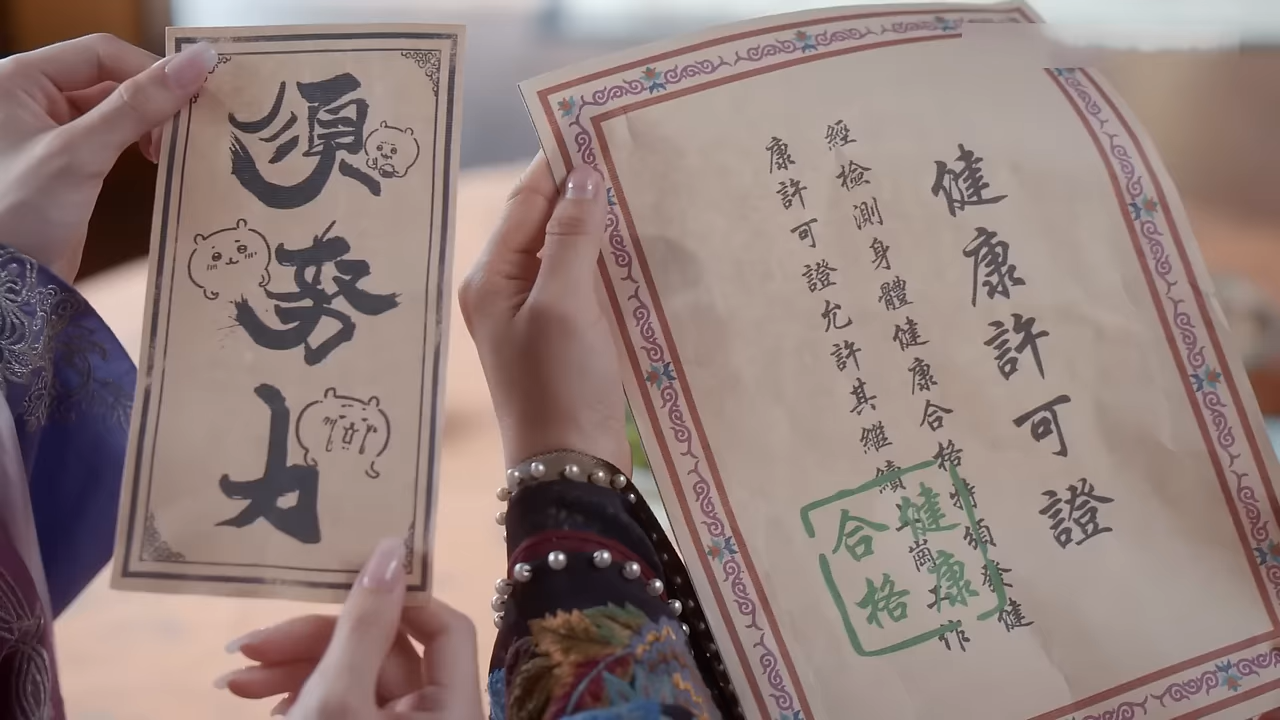 須努力
健康許可證
經檢測身體健康合格特須發健
康許可證允許其繼續上崗工作
健康
合格